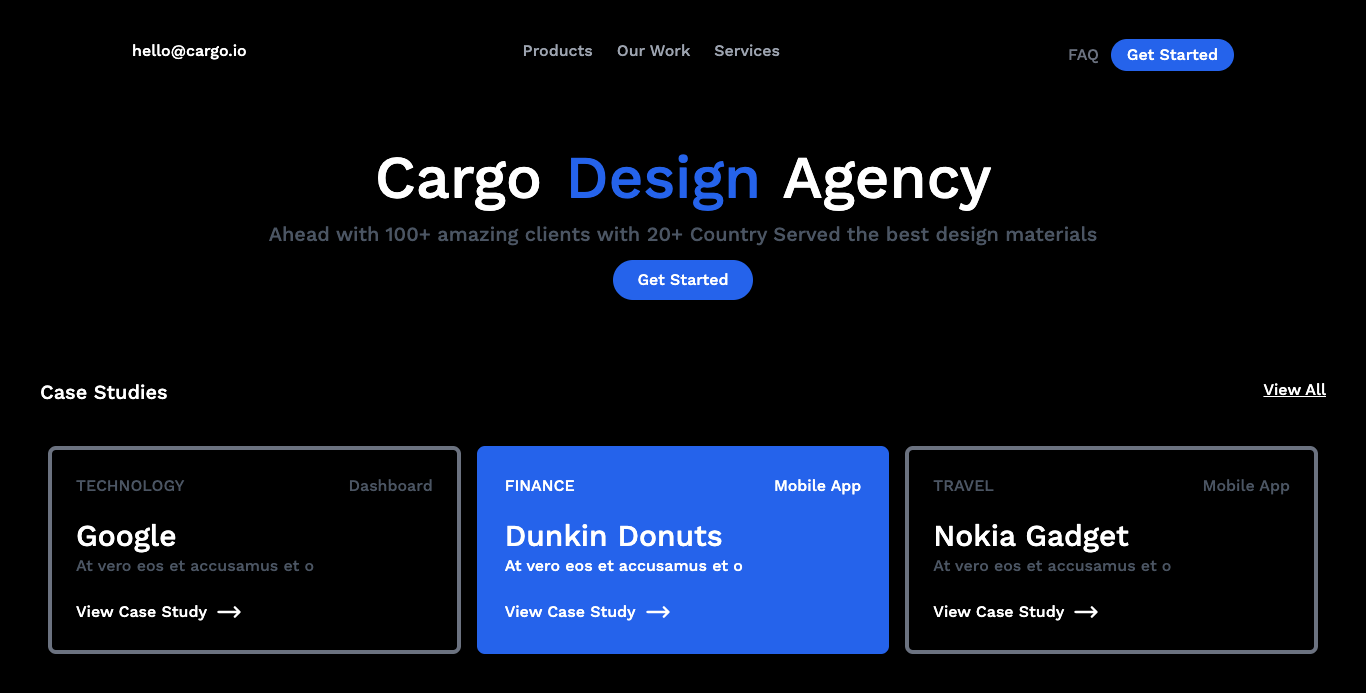 hello@cargo.io Products Our Work Services FAQ Get Started
Cargo Design Agency
Ahead with 100+ amazing clients with 20+ Country Served the best design materials
Get Started
Case Studies View All
TECHNOLOGY Dashboard
Google
At vero eos et accusamus et o
View Case Study
FINANCE Mobile App
Dunkin Donuts
At vero eos et accusamus et o
View Case Study
TRAVEL Mobile App
Nokia Gadget
At vero eos et accusamus et o
View Case Study